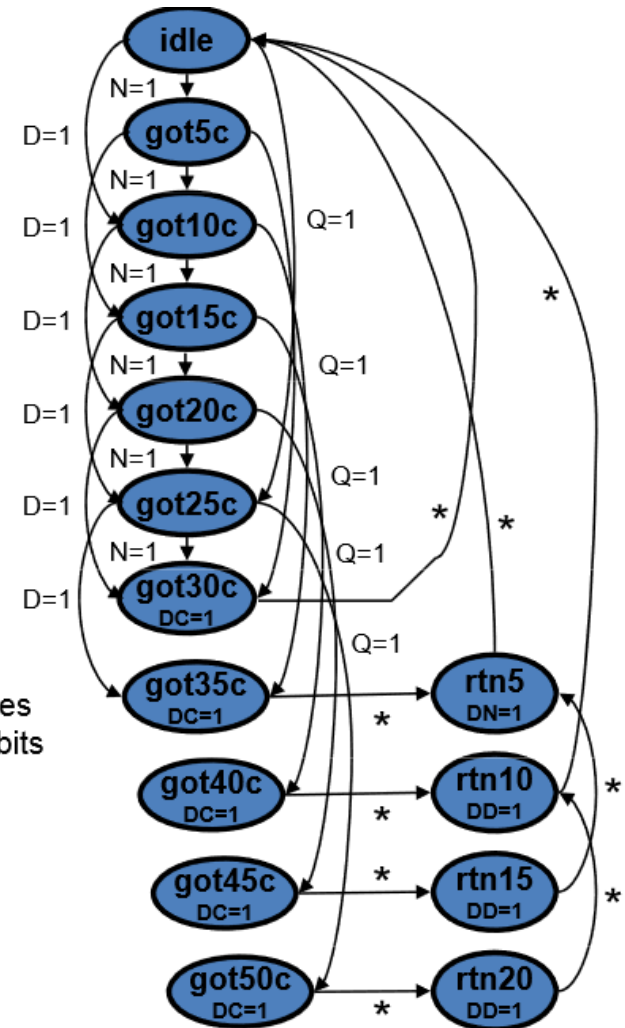 idle
N=1
D=1
got5c
N=1
D=1
got10c
Q=1
N=1
D=1
got15c
*
N=1
Q=1
D=1
got20c
N=1
Q=1
D=1
got25c
*
*
N=1
Q=1
D=1
got30c
DC=1
Q=1
got35c
DC=1
*
rtn5
DN=1
es
bits
got40c
DC=1
*
rtn10
DD=1
*
got45c
DC=1
*
rtn15
DD=1
*
got50c
DC=1
*
rtn20
DD=1